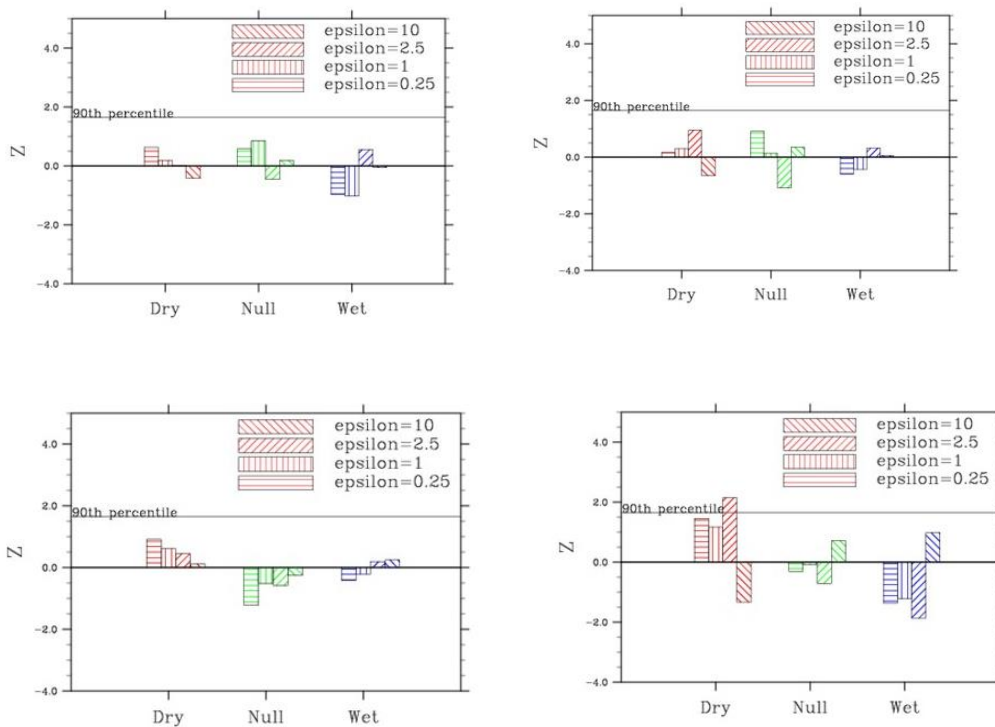 epsilon=10
epsilon=2.5
epsilon=1
epsilon=0.25
4.0
2.0
90th percentile
Z
0.0
-2.0
-4.0
Dry Null Wet
epsilon=10
epsilon=2.5
epsilon=1
epsilon=0.25
4.0
2.0
90th percentile
Z
0.0
-2.0
-4.0
Dry Null Wet
epsilon=10
epsilon=2.5
epsilon=1
epsilon=0.25
4.0
2.0
90th percentile
Z
0.0
-2.0
-4.0
Dry Null Wet
epsilon=10
epsilon=2.5
epsilon=1
epsilon=0.25
4.0
2.0
90th percentile
Z
0.0
-2.0
-4.0
Dry Null Wet